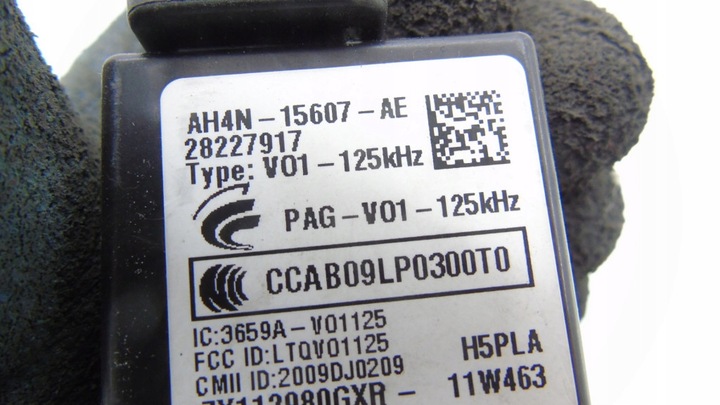 AH4N-15607-AE
28227917
Type: V01-125kHz
PAG-V01-125kHz
CCAB09LP0300T0
IC:3659A-V01125
FCC ID:LTQV01125
CMII ID:2009DJ0209
H5PLA
11W463